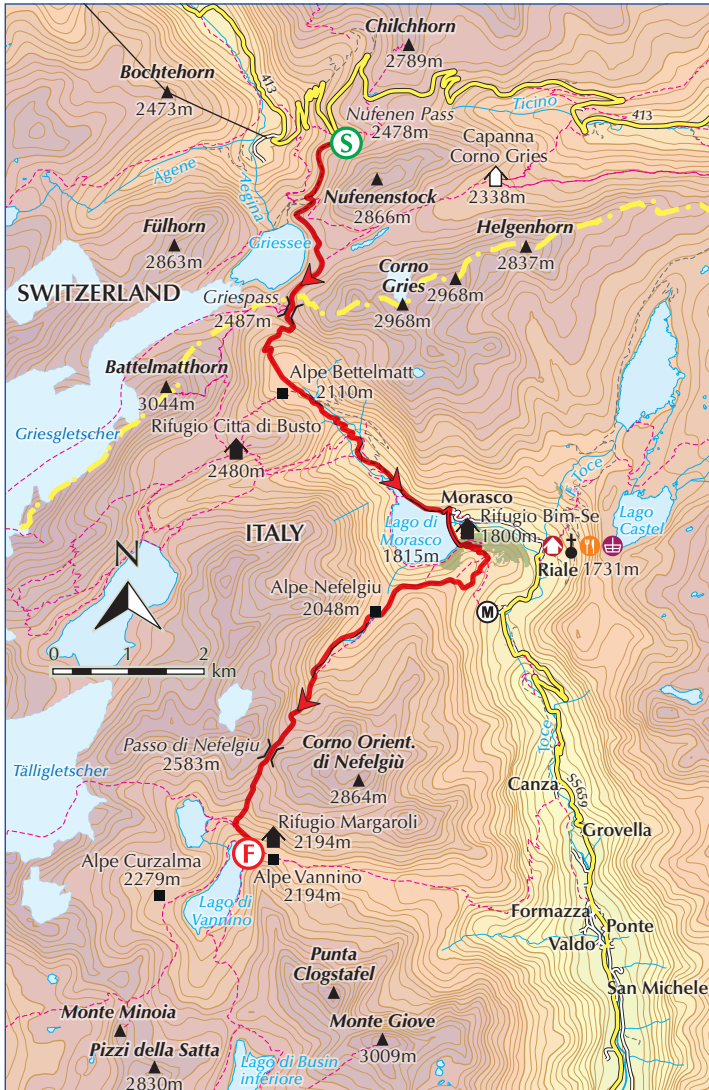 Chilchhorn
2789m
Bochtehorn
2473m
413
Ticino
413
Nüfenen Pass
2478m
S
Capanna
Corno Gries
2338m
Ägene
Aegina
Nufenenstock
2866m
Fülhorn
2863m
Griessee
Helgenhorn
2837m
SWITZERLAND
Corno
Gries
2968m
2968m
Griespass
2487m
Battelmatthorn
3044m
Alpe Bettelmatt
2110m
Griesgletscher
Rifugio Citta di Busto
2480m
F. Toce
Morasco
Lago
Castel
ITALY
Lago di
Morasco
1815m
Rifugio Bim-Se
1800m
Riale
1731m
N
Alpe Nefelgiu
2048m
M
0
1
2
km
Passo di Nefelgiu
2583m
Corno Orient.
di Nefelgiù
2864m
Toce
SS659
Tälligletscher
Canza
Grovella
Rifugio Margaroli
2194m
F
Alpe Curzalma
2279m
Alpe Vannino
2194m
Lago di
Vannino
Formazza
Ponte
Valdo
Punta
Clogstafel
San Michele
Monte Minoia
Monte Giove
3009m
Pizzi della Satta
2830m
Lago di Busin
inferiore